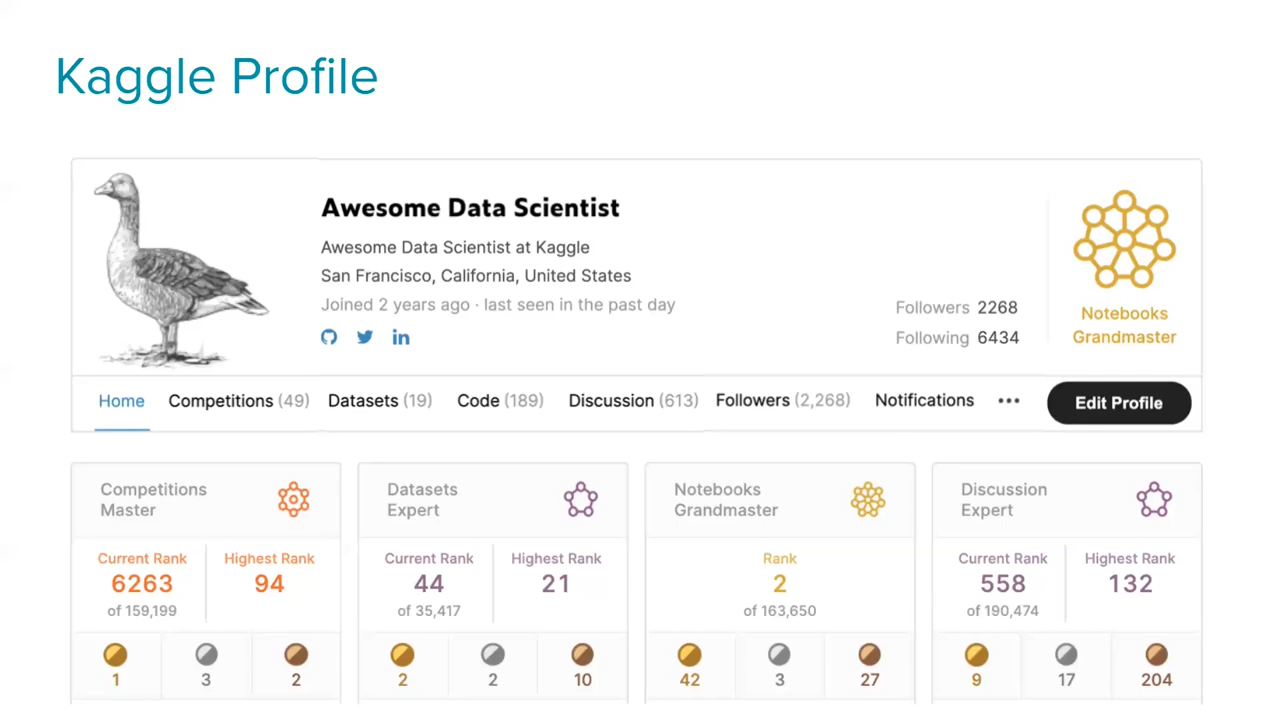 Kaggle Profile
Awesome Data Scientist
Awesome Data Scientist at Kaggle
San Francisco, California, United States
Joined 2 years ago · last seen in the past day
in
Followers 2268
Following 6434
Notebooks
Grandmaster
Home Competitions (49) Datasets (19) Code (189) Discussion (613) Followers (2,268) Notifications ••• Edit Profile
Competitions
Master
Current Rank Highest Rank
6263 94
of 159,199
1 3 2
Datasets
Expert
Current Rank Highest Rank
44 21
of 35,417
2 2 10
Notebooks
Grandmaster
Rank
2
of 163,650
42 3 27
Discussion
Expert
Current Rank Highest Rank
558 132
of 190,474
9 17 204